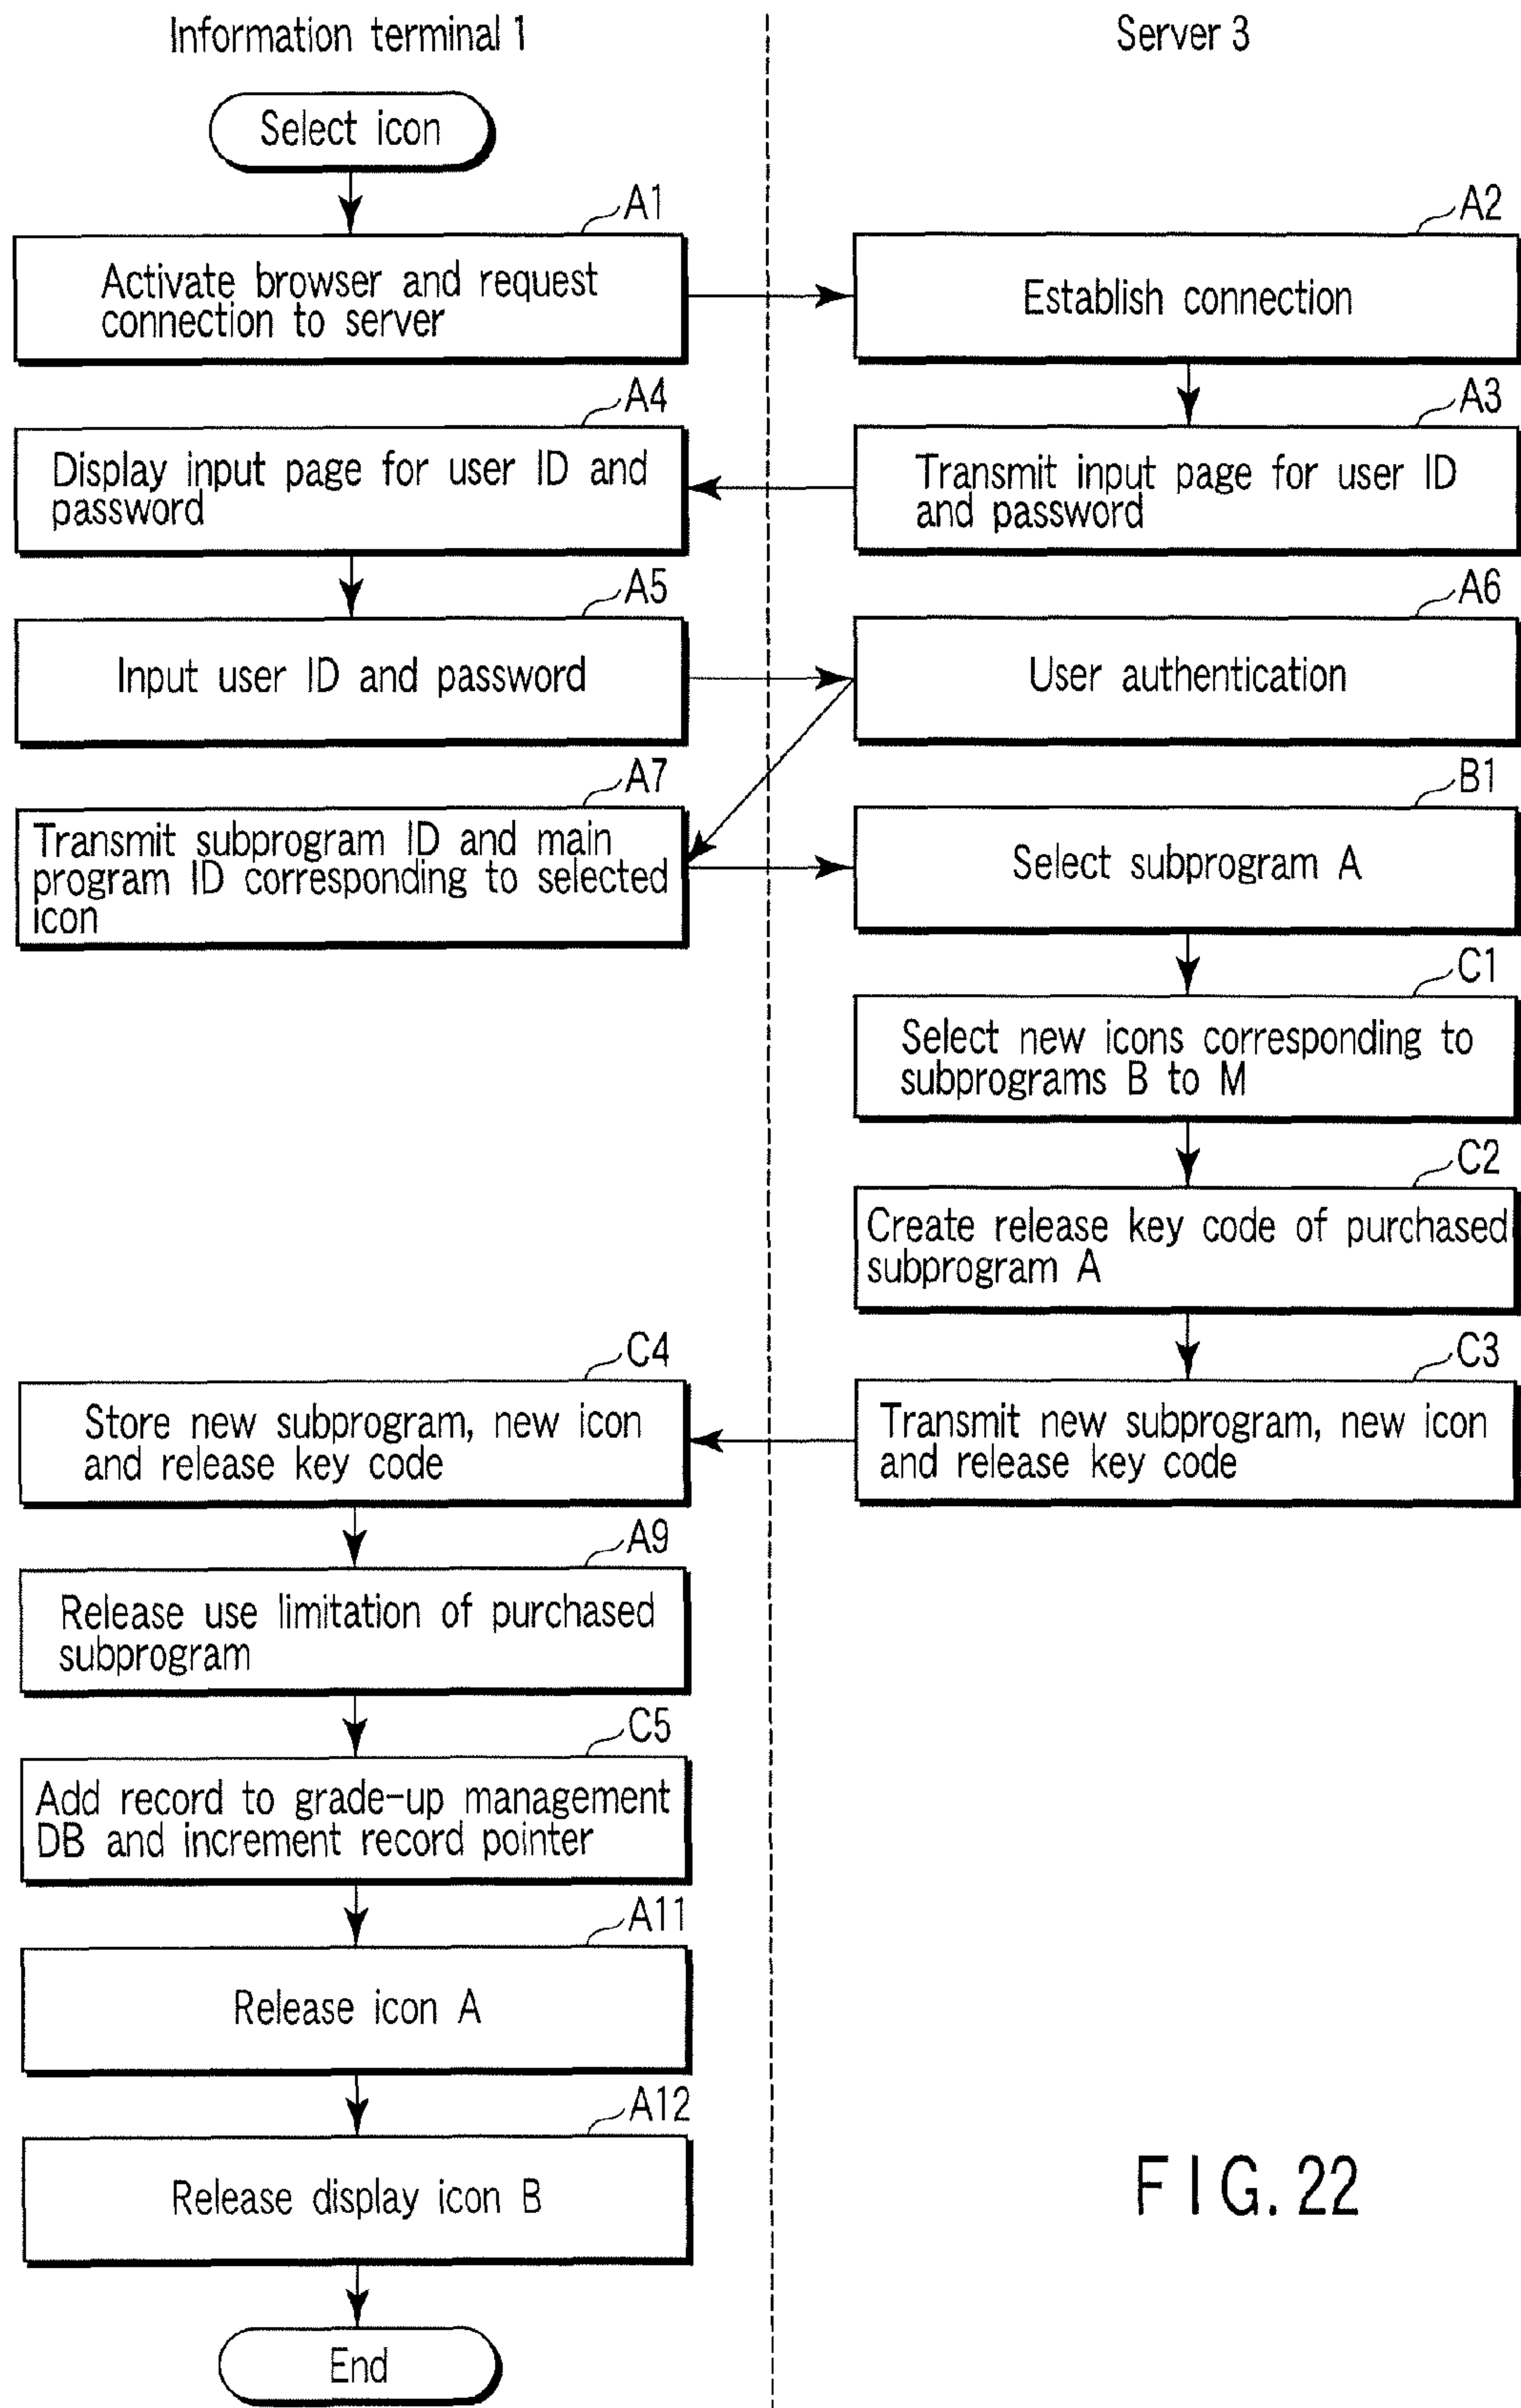 Information terminal 1
Server 3
Select icon
A1
Activate browser and request
connection to server
A2
Establish connection
A4
Display input page for user ID and
password
A3
Transmit input page for user ID
and password
A5
Input user ID and password
A6
User authentication
A7
Transmit subprogram ID and main
program ID corresponding to selected
icon
B1
Select subprogram A
C1
Select new icons corresponding to
subprograms B to M
C2
Create release key code of purchased
subprogram A
C4
Store new subprogram, new icon
and release key code
C3
Transmit new subprogram, new icon
and release key code
A9
Release use limitation of purchased
subprogram
C5
Add record to grade-up management
DB and increment record pointer
A11
Release icon A
A12
Release display icon B
End
FIG. 22